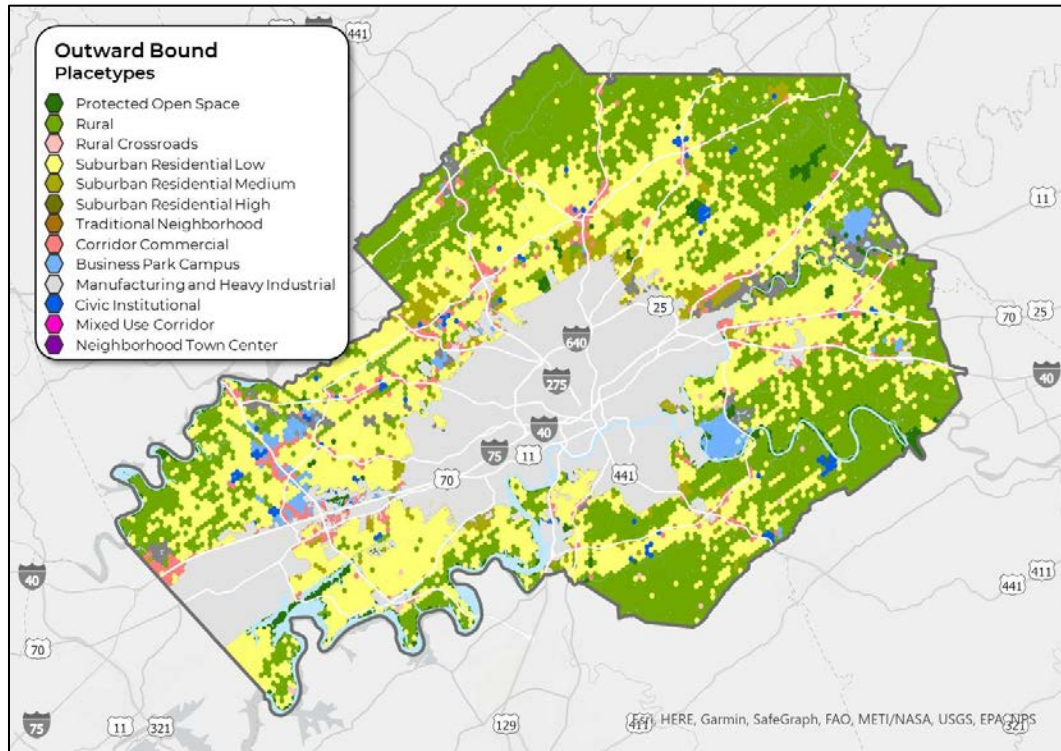 441
Outward Bound
Placetypes
Protected Open Space
Rural
Rural Crossroads
Suburban Residential Low
Suburban Residential Medium
Suburban Residential High
Traditional Neighborhood
Corridor Commercial
Business Park Campus
Manufacturing and Heavy Industrial
Civic Institutional
Mixed Use Corridor
Neighborhood Town Center
11
25
70
25
640
275
40
40
11
75
70
441
40
411
441
70
75
11
321
129
411
321
Esri, HERE, Garmin, SafeGraph, FAO, METI/NASA, USGS, EPA, NPS